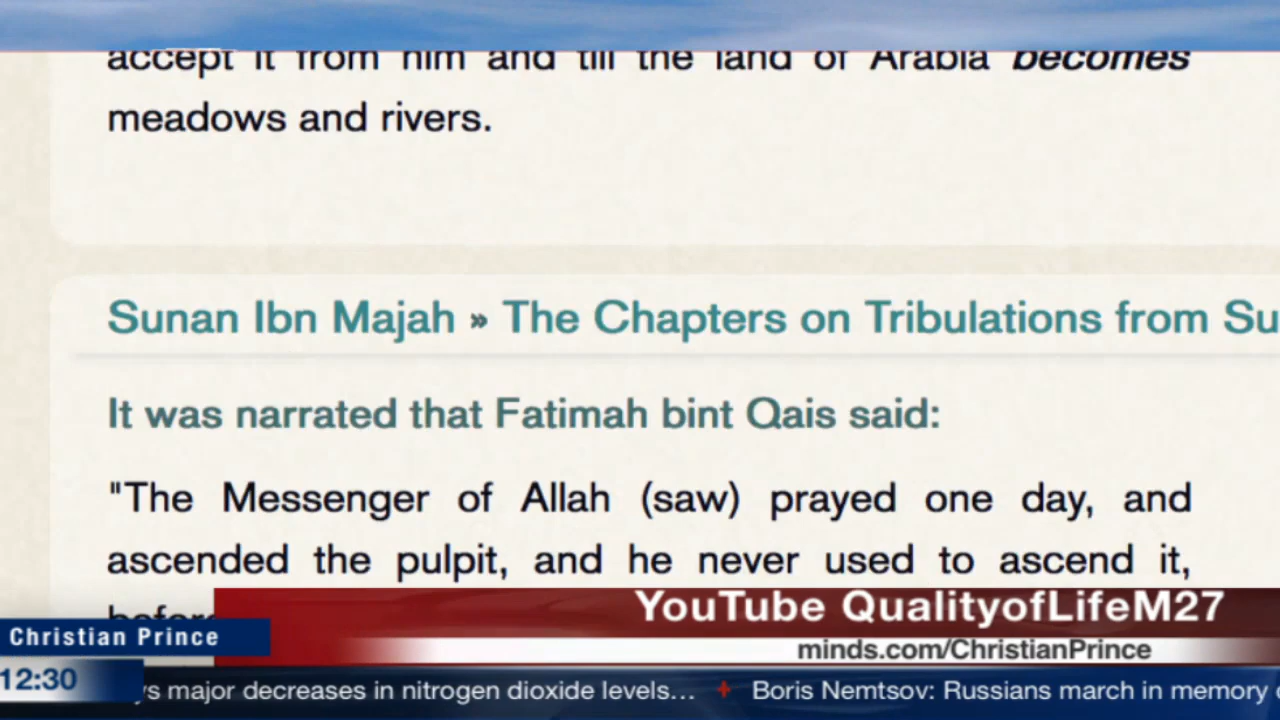 accept it from him and till the land of Arabia becomes
meadows and rivers.
Sunan Ibn Majah » The Chapters on Tribulations from Su
It was narrated that Fatimah bint Qais said:
"The Messenger of Allah (saw) prayed one day, and
ascended the pulpit, and he never used to ascend it,
before
YouTube QualityofLifeM27
Christian Prince
minds.com/ChristianPrince
12:30
ys major decreases in nitrogen dioxide levels... Boris Nemtsov: Russians march in memory